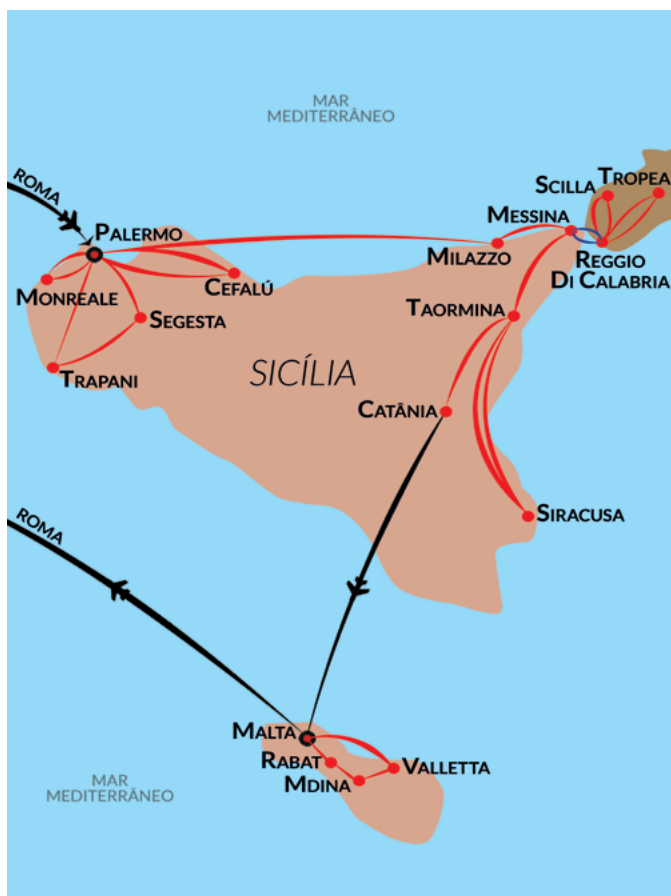 MAR
MEDITERRÂNEO
ROMA
SCILLA
TROPEA
MESSINA
PALERMO
MILAZZO
REGGIO
DI CALABRIA
MONREALE
CEFALÚ
TAORMINA
SEGESTA
TRAPANI
SICÍLIA
CATÂNIA
SIRACUSA
ROMA
MALTA
RABAT
VALLETTA
MDINA
MAR
MEDITERRÂNEO